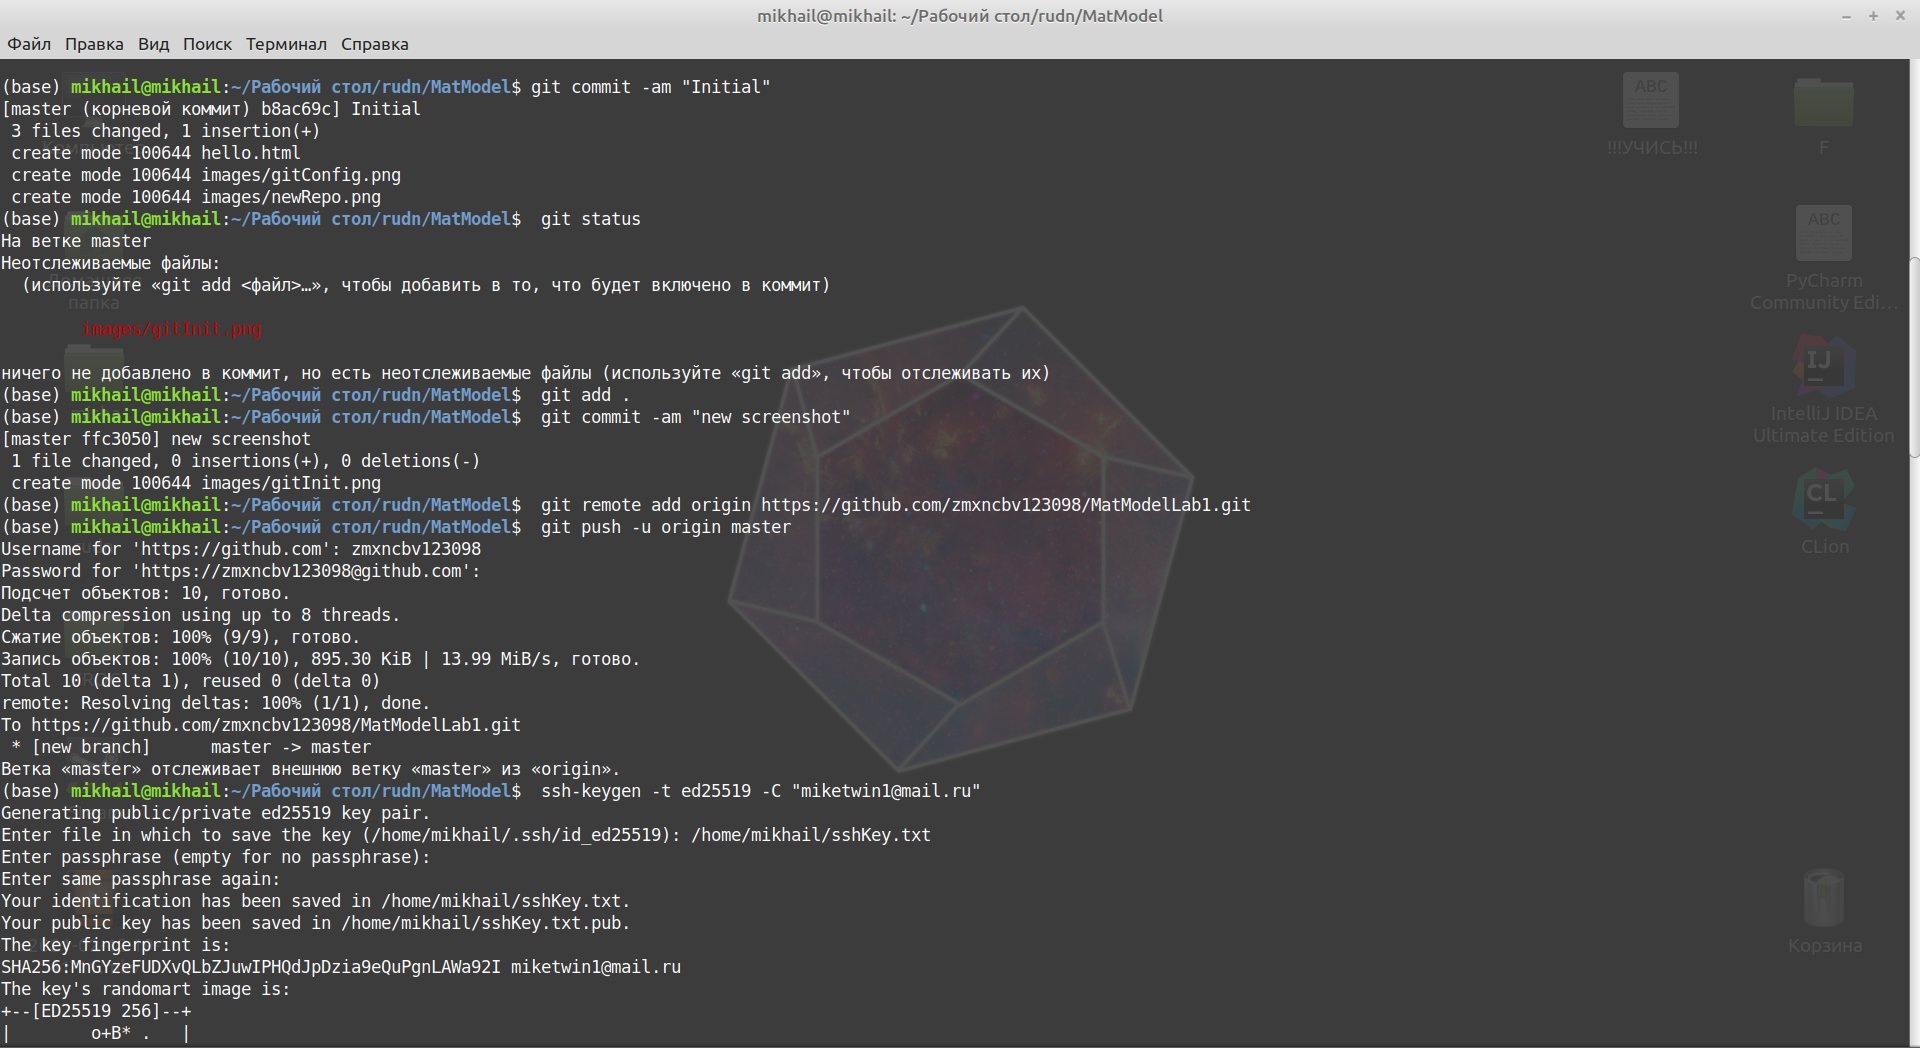 mikhail@mikhail: ~/Рабочий стол/rudn/MatModel
Файл Правка Вид Поиск Терминал Справка
(base) mikhail@mikhail:~/Рабочий стол/rudn/MatModel$ git commit -am "Initial"
[master (корневой коммит) b8ac69c] Initial
3 files changed, 1 insertion(+)
create mode 100644 hello.html
create mode 100644 images/gitConfig.png
create mode 100644 images/newRepo.png
(base) mikhail@mikhail:~/Рабочий стол/rudn/MatModel$ git status
На ветке master
Неотслеживаемые файлы:
(используйте «git add <файл>…», чтобы добавить в то, что будет включено в коммит)
images/gitInit.png
ничего не добавлено в коммит, но есть неотслеживаемые файлы (используйте «git add», чтобы отслеживать их)
(base) mikhail@mikhail:~/Рабочий стол/rudn/MatModel$ git add .
(base) mikhail@mikhail:~/Рабочий стол/rudn/MatModel$ git commit -am "new screenshot"
[master ffc3050] new screenshot
1 file changed, 0 insertions(+), 0 deletions(-)
create mode 100644 images/gitInit.png
(base) mikhail@mikhail:~/Рабочий стол/rudn/MatModel$ git remote add origin https://github.com/zmxncbv123098/MatModelLab1.git
(base) mikhail@mikhail:~/Рабочий стол/rudn/MatModel$ git push -u origin master
Username for 'https://github.com': zmxncbv123098
Password for 'https://zmxncbv123098@github.com':
Подсчет объектов: 10, готово.
Delta compression using up to 8 threads.
Сжатие объектов: 100% (9/9), готово.
Запись объектов: 100% (10/10), 895.30 KiB | 13.99 MiB/s, готово.
Total 10 (delta 1), reused 0 (delta 0)
remote: Resolving deltas: 100% (1/1), done.
To https://github.com/zmxncbv123098/MatModelLab1.git
* [new branch] master -> master
Ветка «master» отслеживает внешнюю ветку «master» из «origin».
(base) mikhail@mikhail:~/Рабочий стол/rudn/MatModel$ ssh-keygen -t ed25519 -C "miketwin1@mail.ru"
Generating public/private ed25519 key pair.
Enter file in which to save the key (/home/mikhail/.ssh/id_ed25519): /home/mikhail/sshKey.txt
Enter passphrase (empty for no passphrase):
Enter same passphrase again:
Your identification has been saved in /home/mikhail/sshKey.txt.
Your public key has been saved in /home/mikhail/sshKey.txt.pub.
The key fingerprint is:
SHA256:MnGYzeFUDXvQLbZJuwIPHQdJpDzia9eQuPgnLAWa92I miketwin1@mail.ru
The key's randomart image is:
+--[ED25519 256]--+
| o+B* . |
ABC
!!!УЧИСЬ!!!
F
ABC
PyCharm
Community Edi…
IJ
IntelliJ IDEA
Ultimate Edition
CL
CLion
Корзина
папка